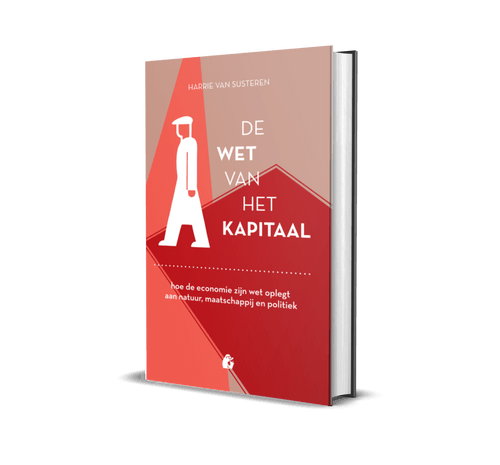 HARRIE VAN SUSTEREN
DE
WET
VAN
HET
KAPITAAL
hoe de economie zijn wet oplegt
aan natuur, maatschappij en politiek